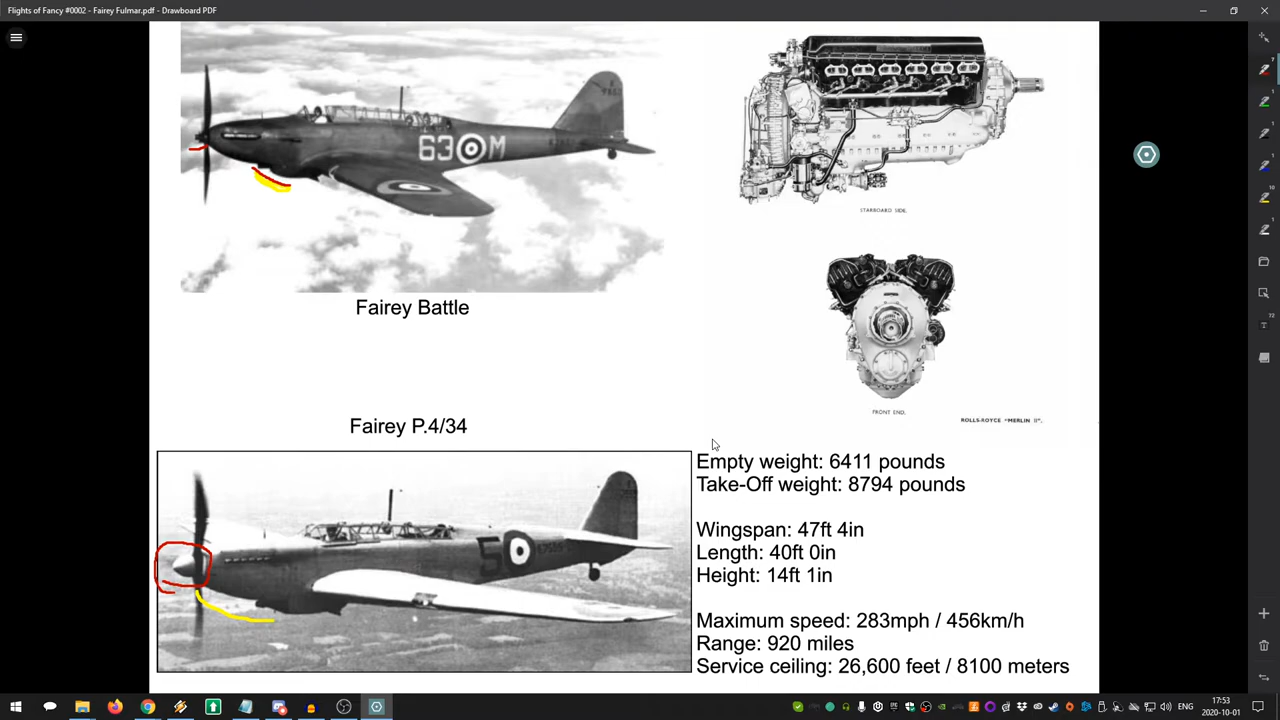 Flights of Fancy #0002 - Fairey Fulmar.pdf - Drawboard PDF
63 M
STARBOARD SIDE.
Fairey Battle
FRONT END.
ROLLS-ROYCE "MERLIN II".
Fairey P.4/34
5
Empty weight: 6411 pounds
Take-Off weight: 8794 pounds
Wingspan: 47ft 4in
Length: 40ft 0in
Height: 14ft 1in
Maximum speed: 283mph / 456km/h
Range: 920 miles
Service ceiling: 26,600 feet / 8100 meters
ENG
17:53
2020-10-01